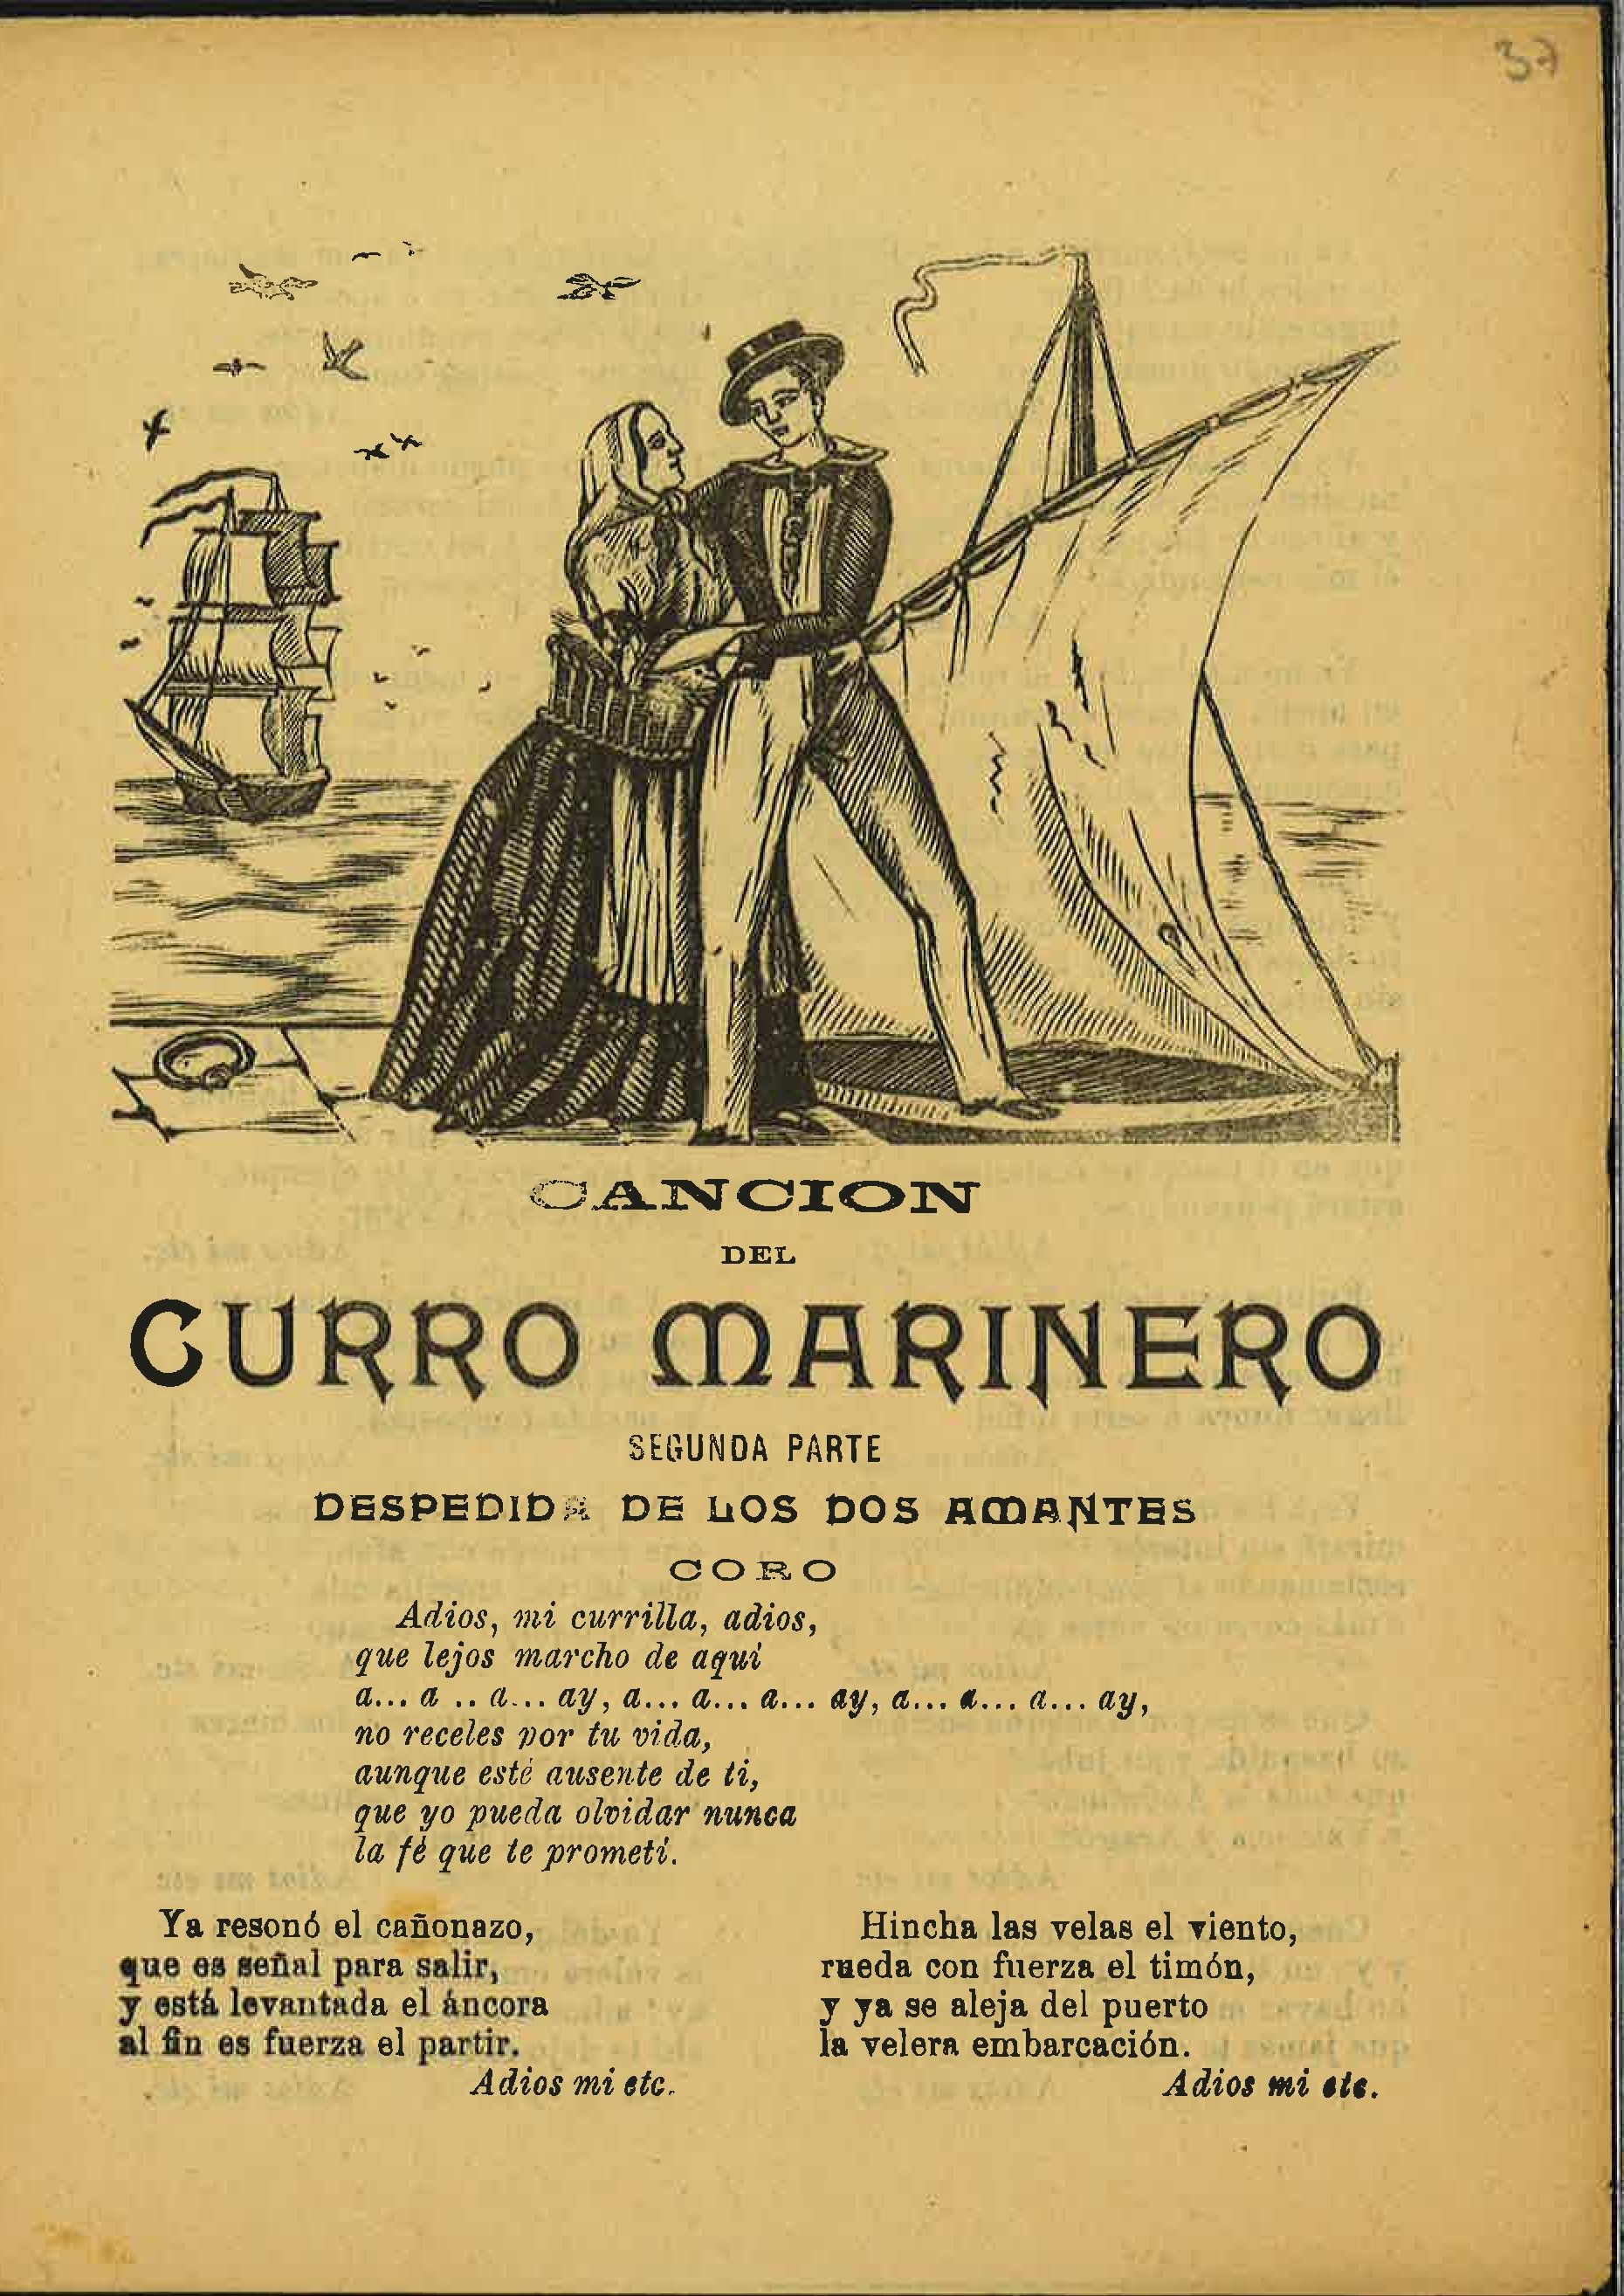 37
CANCION
DEL
CURRO MARINERO
SEGUNDA PARTE
DESPEDIDA DE LOS DOS AMANTES
CORO
Adios, mi currilla, adios,
que lejos marcho de aquí
a... a .. a... ay, a... a... a... ay, a... a... a... ay,
no receles por tu vida,
aunque esté ausente de ti,
que yo pueda olvidar nunca
la fé que te prometí.
Ya resonó el cañonazo,
que es señal para salir,
y está levantada el áncora
al fin es fuerza el partir.
Adios mi etc.
Hincha las velas el viento,
rueda con fuerza el timón,
y ya se aleja del puerto
la velera embarcación.
Adios mi etc.